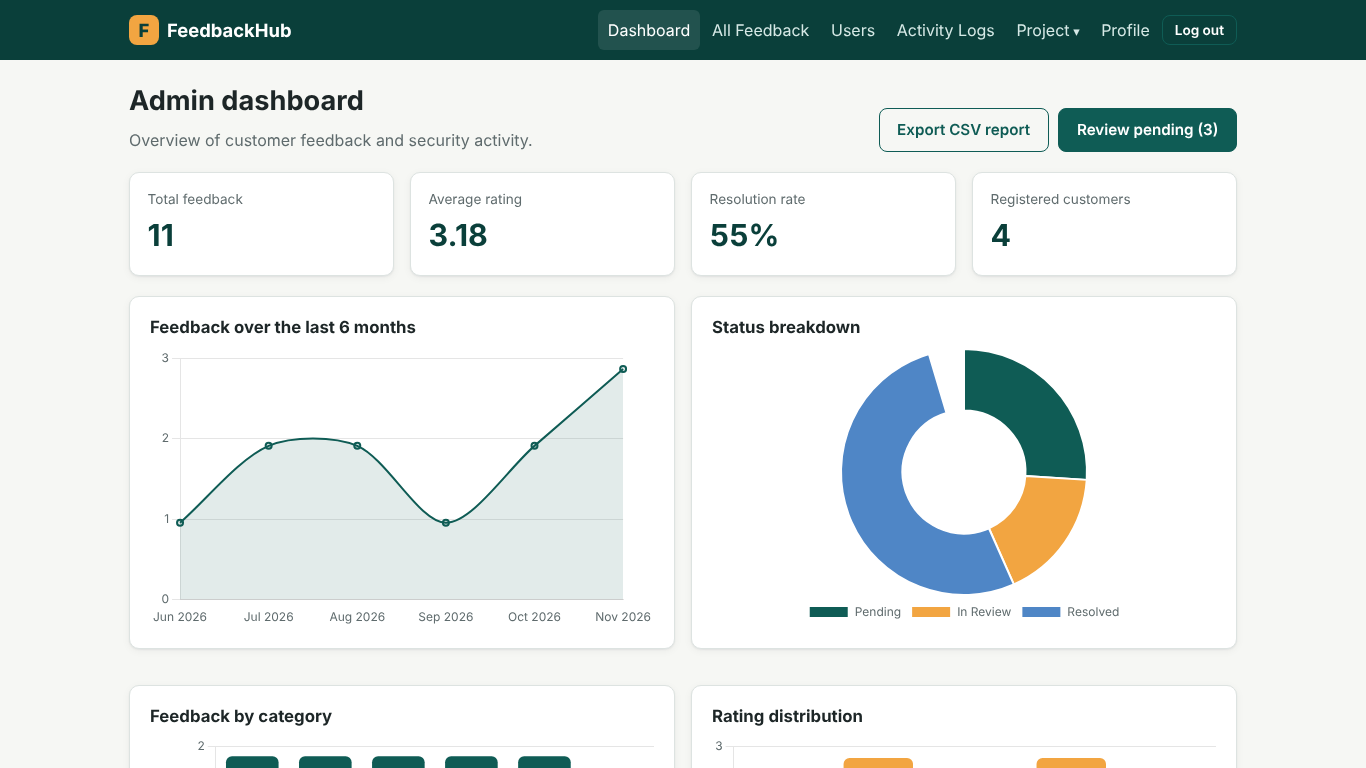 F FeedbackHub Dashboard All Feedback Users Activity Logs Project ▾ Profile Log out
Admin dashboard
Overview of customer feedback and security activity.
Export CSV report Review pending (3)
Total feedback
11
Average rating
3.18
Resolution rate
55%
Registered customers
4
Feedback over the last 6 months
3
2
1
0
Jun 2026 Jul 2026 Aug 2026 Sep 2026 Oct 2026 Nov 2026
Status breakdown
Pending In Review Resolved
Feedback by category
2
Rating distribution
3